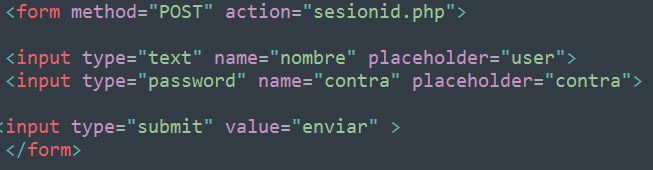 <form method="POST" action="sesionid.php">
<input type="text" name="nombre" placeholder="user">
<input type="password" name="contra" placeholder="contra">
<input type="submit" value="enviar" >
</form>